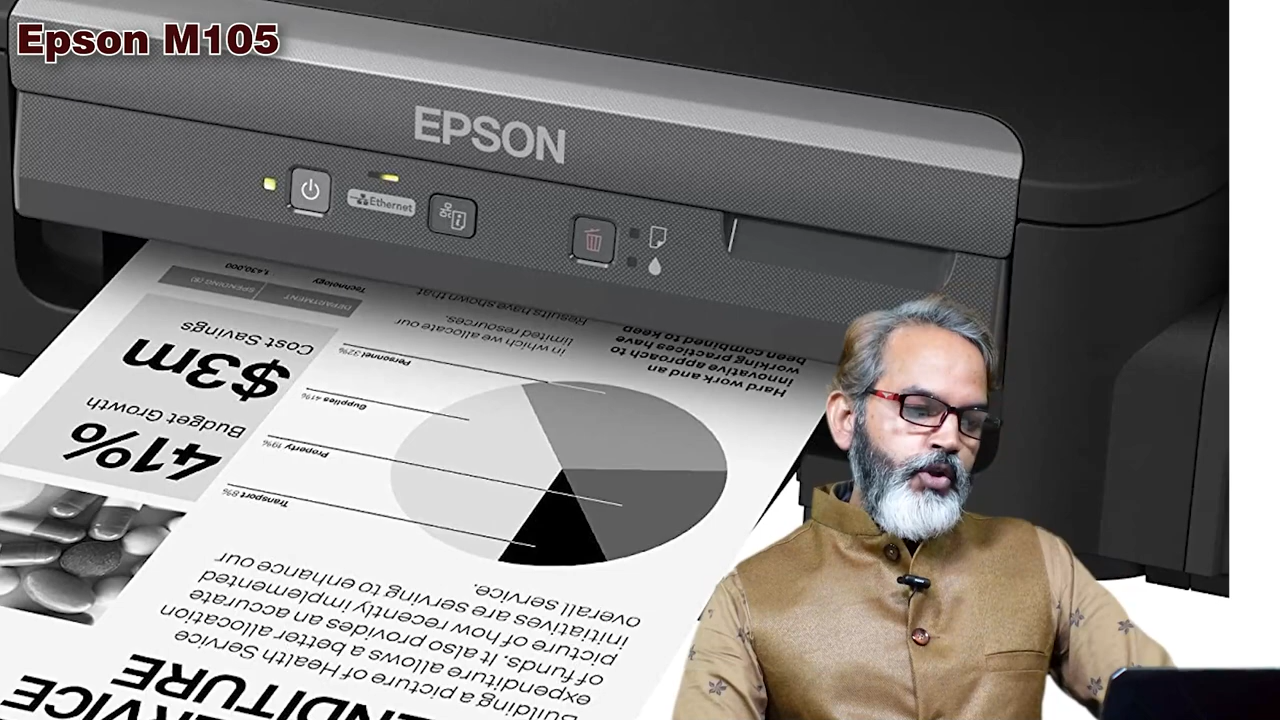 Epson M105
EPSON
Ethernet
1,430,000
Technology
SPENDING ($)
DEPARTMENT
Cost Savings
$3m
Budget Growth
41%
Results have shown that
limited resources.
in which we allocate our
Personnel 32%
Supplies 41%
Property 19%
Transport 8%
been combined to keep
working practices have
innovative approach to
Hard work and an
overall service.
initiatives are serving to enhance our
picture of how recently implemented
of funds. It also provides an accurate
expenditure allows a better allocation
Building a picture of Health Service
ENDITURE
ERVICE